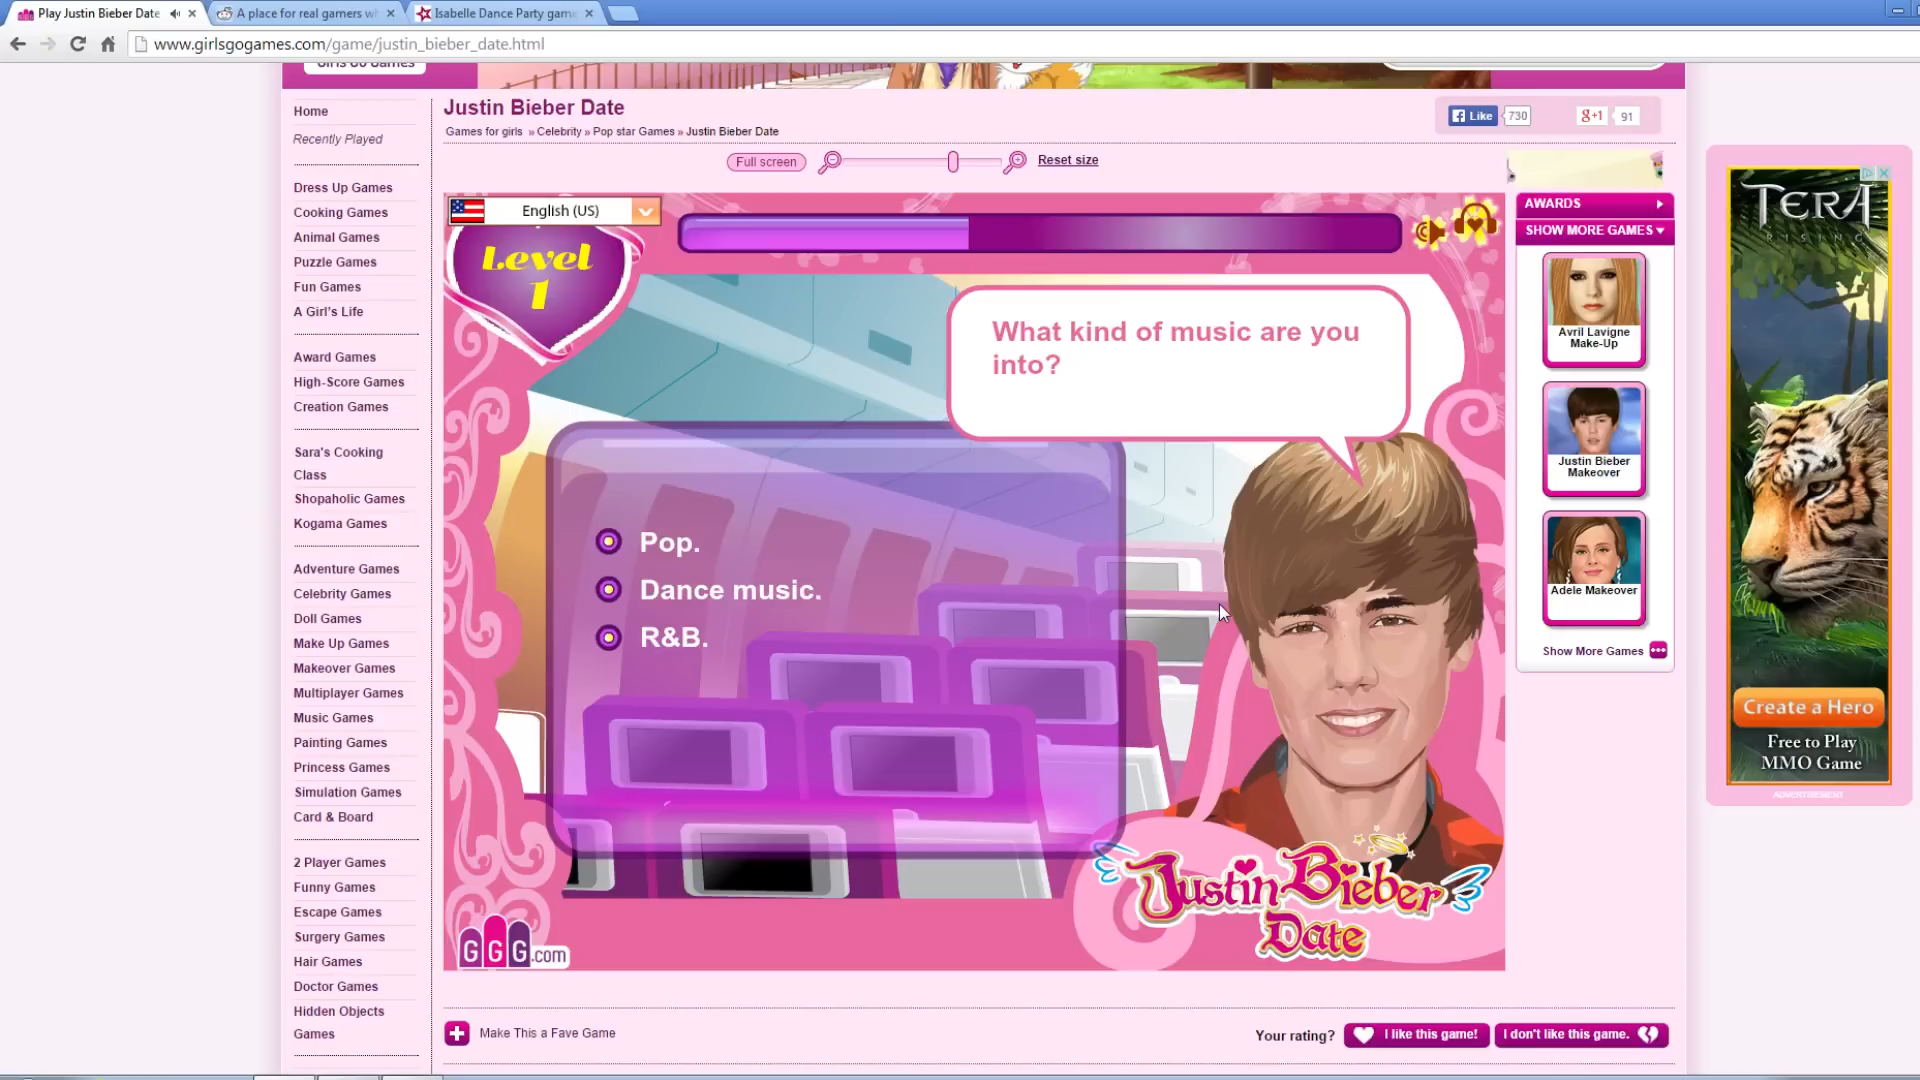 Play Justin Bieber Date
A place for real gamers w
Isabelle Dance Party gam
www.girlsgogames.com/game/justin_bieber_date.html
Girls Go Games
Home
Recently Played
Dress Up Games
Cooking Games
Animal Games
Puzzle Games
Fun Games
A Girl's Life
Award Games
High-Score Games
Creation Games
Sara's Cooking
Class
Shopaholic Games
Kogama Games
Adventure Games
Celebrity Games
Doll Games
Make Up Games
Makeover Games
Multiplayer Games
Music Games
Painting Games
Princess Games
Simulation Games
Card & Board
2 Player Games
Funny Games
Escape Games
Surgery Games
Hair Games
Doctor Games
Hidden Objects
Games
Justin Bieber Date
Games for girls » Celebrity » Pop star Games » Justin Bieber Date
Like 730
g+1 91
Full screen
Reset size
English (US)
Level
1
What kind of music are you
into?
Pop.
Dance music.
R&B.
Justin Bieber
Date
GGG.com
AWARDS
SHOW MORE GAMES
Avril Lavigne
Make-Up
Justin Bieber
Makeover
Adele Makeover
Show More Games
TERA
RISING
Create a Hero
Free to Play
MMO Game
ADVERTISEMENT
Make This a Fave Game
Your rating?
I like this game!
I don't like this game.